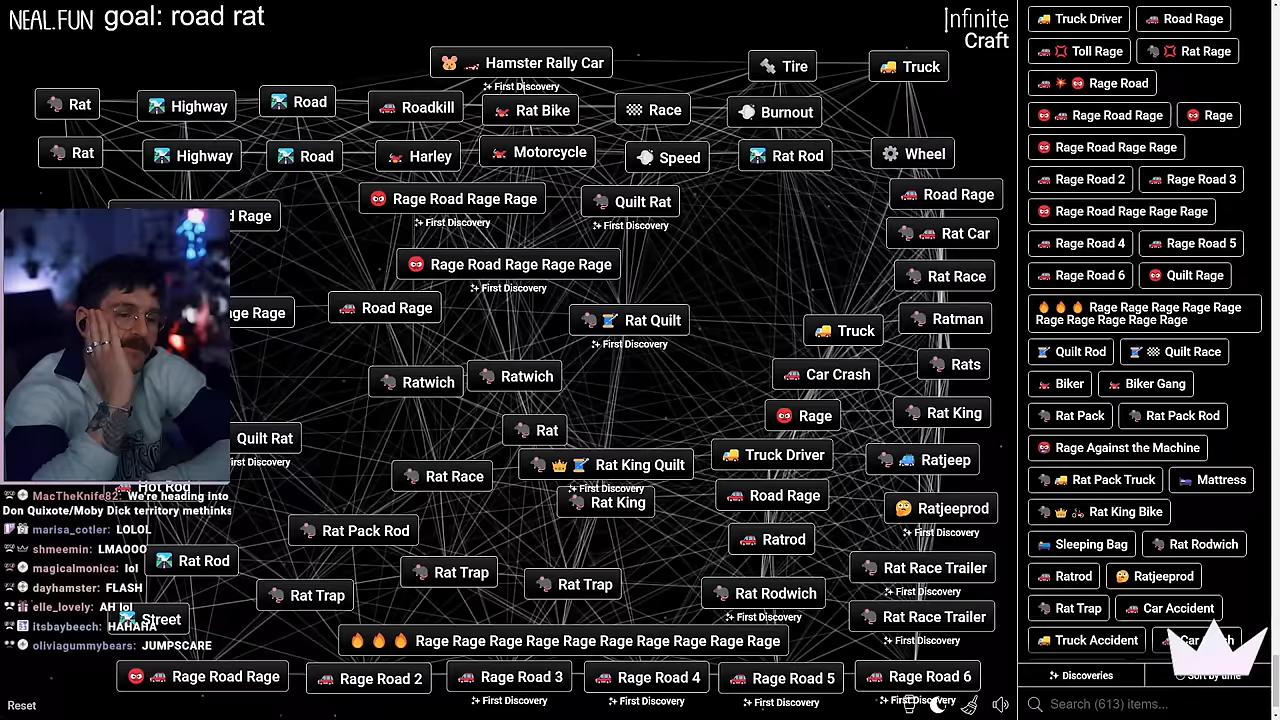 NEAL.FUN goal: road rat
Infinite
Craft
Hamster Rally Car
First Discovery
Tire
Truck
Rat
Highway
Road
Roadkill
Rat Bike
First Discovery
Race
Burnout
Rat
Highway
Road
Harley
Motorcycle
Speed
Rat Rod
Wheel
d Rage
Rage Road Rage Rage
First Discovery
Quilt Rat
First Discovery
Road Rage
Rat Car
Rage Road Rage Rage Rage
First Discovery
Rat Race
ge Rage
Road Rage
Rat Quilt
First Discovery
Truck
Ratman
Ratwich
Ratwich
Car Crash
Rats
Rat
Rage
Rat King
Quilt Rat
irst Discovery
Rat Race
Rat King Quilt
First Discovery
Truck Driver
Ratjeep
Hot Rod
Rat King
Road Rage
Ratjeeprod
First Discovery
Rat Pack Rod
Ratrod
Rat Rod
Rat Trap
Rat Trap
Rat Trap
Rat Rodwich
First Discovery
Rat Race Trailer
First Discovery
Rat Race Trailer
First Discovery
Street
Rage Rage Rage Rage Rage Rage Rage Rage Rage Rage
Rage Road Rage
Rage Road 2
Rage Road 3
First Discovery
Rage Road 4
First Discovery
Rage Road 5
First Discovery
Rage Road 6
First Discovery
MacTheKnife82: We're heading into
Don Quixote/Moby Dick territory methinks
marisa_cotler: LOLOL
shmeemin: LMAOOO
magicalmonica: lol
dayhamster: FLASH
elle_lovely: AH lol
itsbaybeech: HAHAHA
oliviagummybears: JUMPSCARE
Reset
Truck Driver Road Rage
Toll Rage Rat Rage
Rage Road
Rage Road Rage Rage
Rage Road Rage Rage
Rage Road 2 Rage Road 3
Rage Road Rage Rage Rage
Rage Road 4 Rage Road 5
Rage Road 6 Quilt Rage
Rage Rage Rage Rage Rage
Rage Rage Rage Rage Rage
Quilt Rod Quilt Race
Biker Biker Gang
Rat Pack Rat Pack Rod
Rage Against the Machine
Rat Pack Truck Mattress
Rat King Bike
Sleeping Bag Rat Rodwich
Ratrod Ratjeeprod
Rat Trap Car Accident
Truck Accident
Discoveries
Sort by time
Search (613) items...